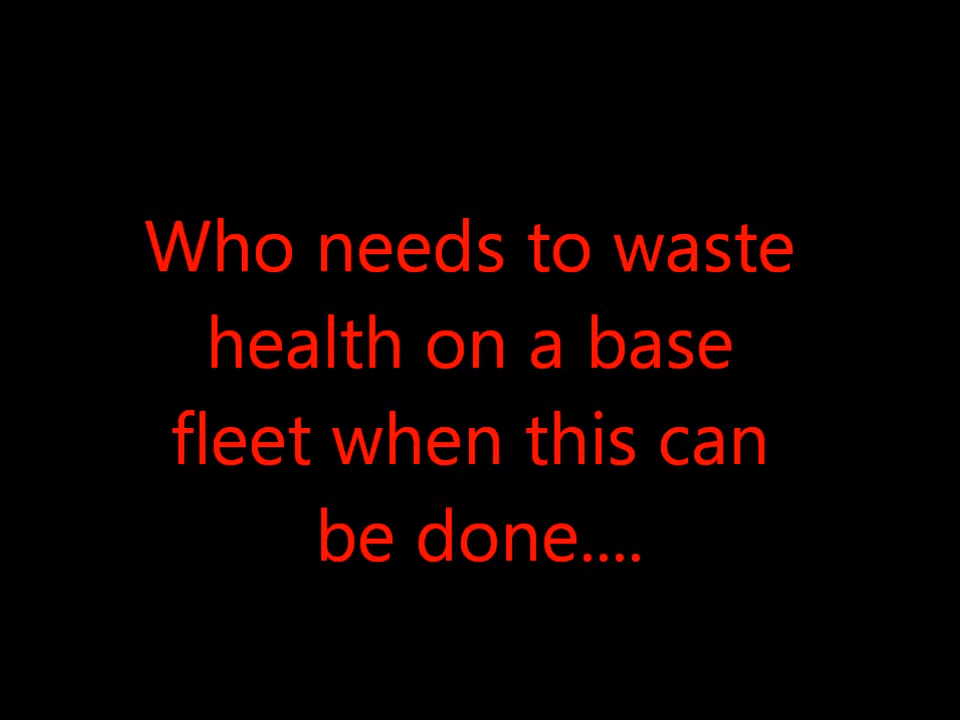 Who needs to waste
health on a base
fleet when this can
be done....